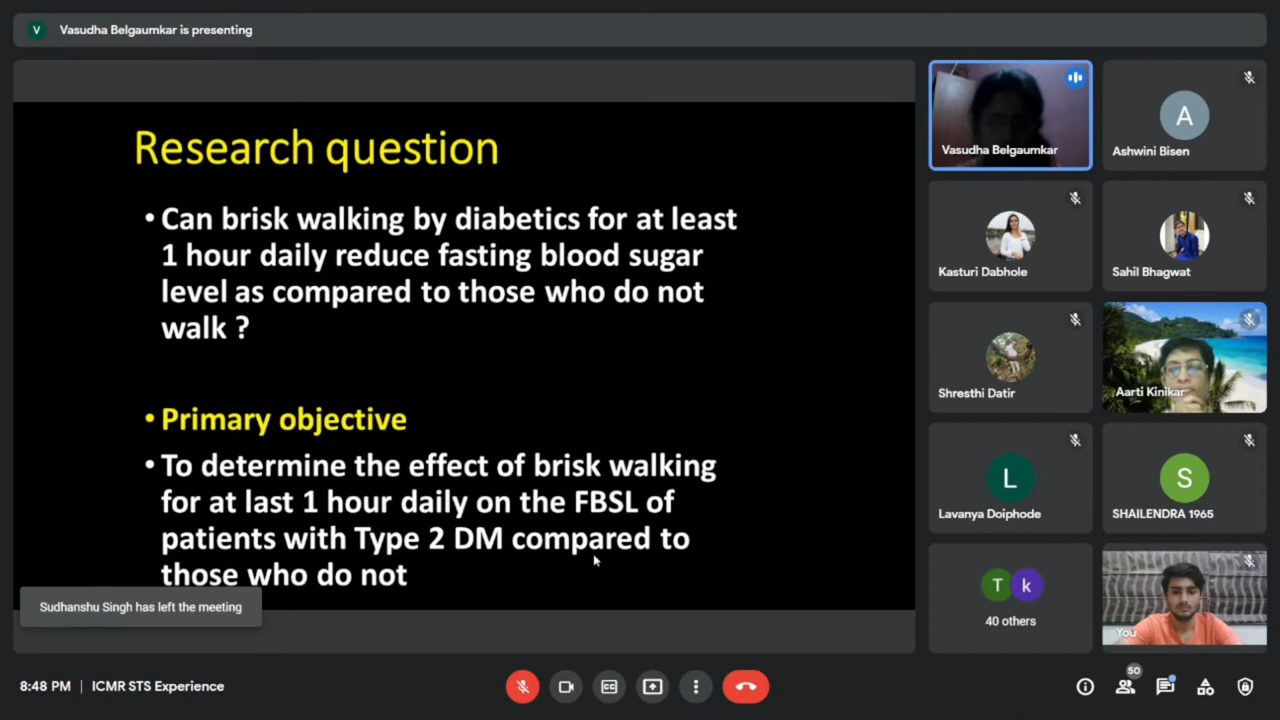 V Vasudha Belgaumkar is presenting
Research question
• Can brisk walking by diabetics for at least
1 hour daily reduce fasting blood sugar
level as compared to those who do not
walk ?
• Primary objective
• To determine the effect of brisk walking
for at last 1 hour daily on the FBSL of
patients with Type 2 DM compared to
those who do not
Sudhanshu Singh has left the meeting
Vasudha Belgaumkar
A
Ashwini Bisen
Kasturi Dabhole
Sahil Bhagwat
Shresthi Datir
Aarti Kinikar
L
Lavanya Doiphode
S
SHAILENDRA 1965
T k
40 others
You
8:48 PM | ICMR STS Experience
CC
50